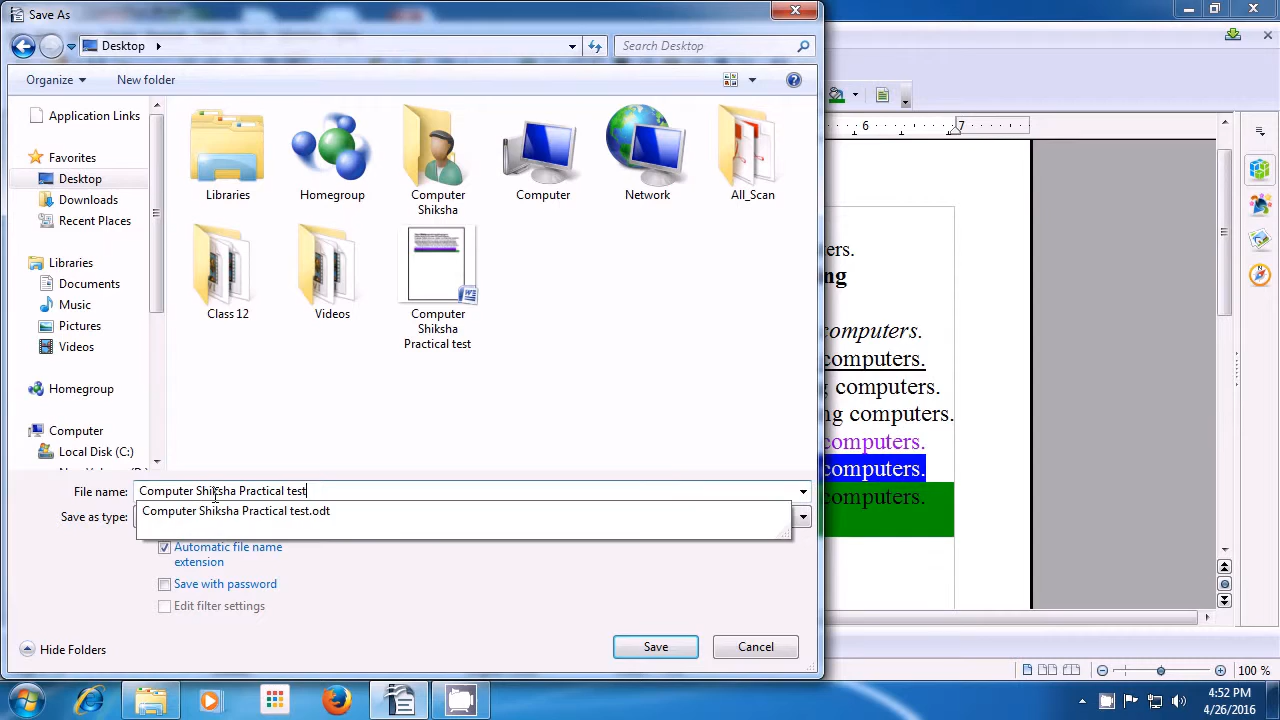 Save As
Desktop
Search Desktop
Organize
New folder
Application Links
Favorites
Desktop
Downloads
Recent Places
Libraries
Documents
Music
Pictures
Videos
Homegroup
Computer
Local Disk (C:)
Libraries
Homegroup
Computer
Shiksha
Computer
Network
All_Scan
Class 12
Videos
Computer
Shiksha
Practical test
File name:
Computer Shiksha Practical test
Save as type:
Computer Shiksha Practical test.odt
Automatic file name
extension
Save with password
Edit filter settings
Hide Folders
Save
Cancel
6
7
ers.
ng
computers.
computers.
g computers.
ng computers.
computers.
computers.
computers.
100 %
4:52 PM
4/26/2016